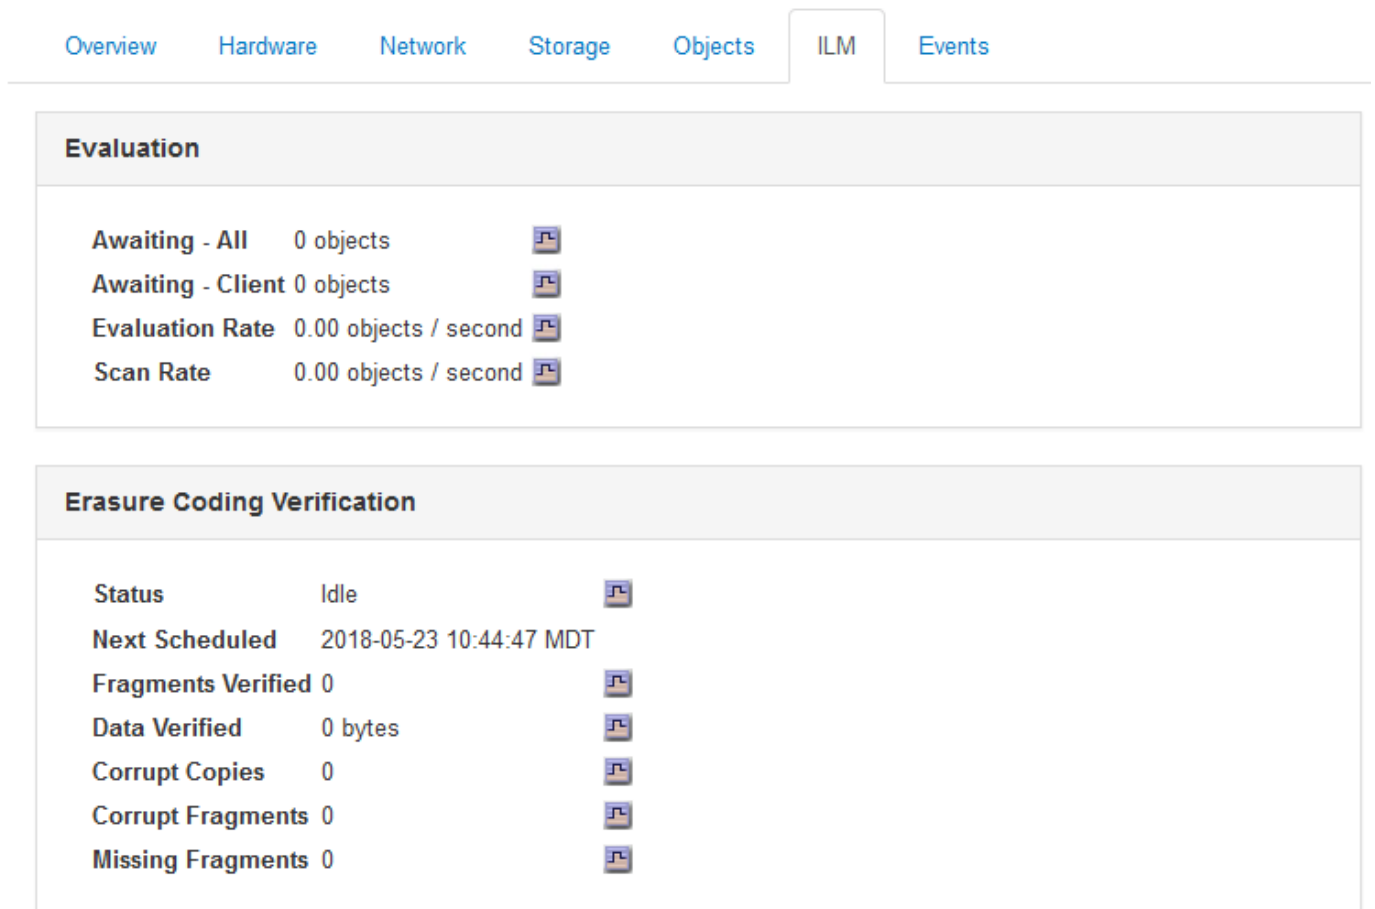 Overview Hardware Network Storage Objects ILM Events
Evaluation
Awaiting - All 0 objects
Awaiting - Client 0 objects
Evaluation Rate 0.00 objects / second
Scan Rate 0.00 objects / second
Erasure Coding Verification
Status Idle
Next Scheduled 2018-05-23 10:44:47 MDT
Fragments Verified 0
Data Verified 0 bytes
Corrupt Copies 0
Corrupt Fragments 0
Missing Fragments 0